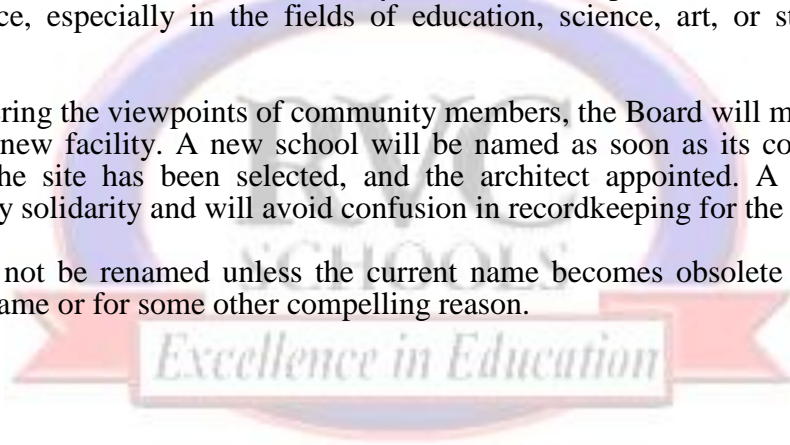 ce, especially in the fields of education, science, art, or st
ring the viewpoints of community members, the Board will m
new facility. A new school will be named as soon as its co
he site has been selected, and the architect appointed. A
y solidarity and will avoid confusion in recordkeeping for the
not be renamed unless the current name becomes obsolete
ame or for some other compelling reason.
RVC
SCHOOLS
Excellence in Education